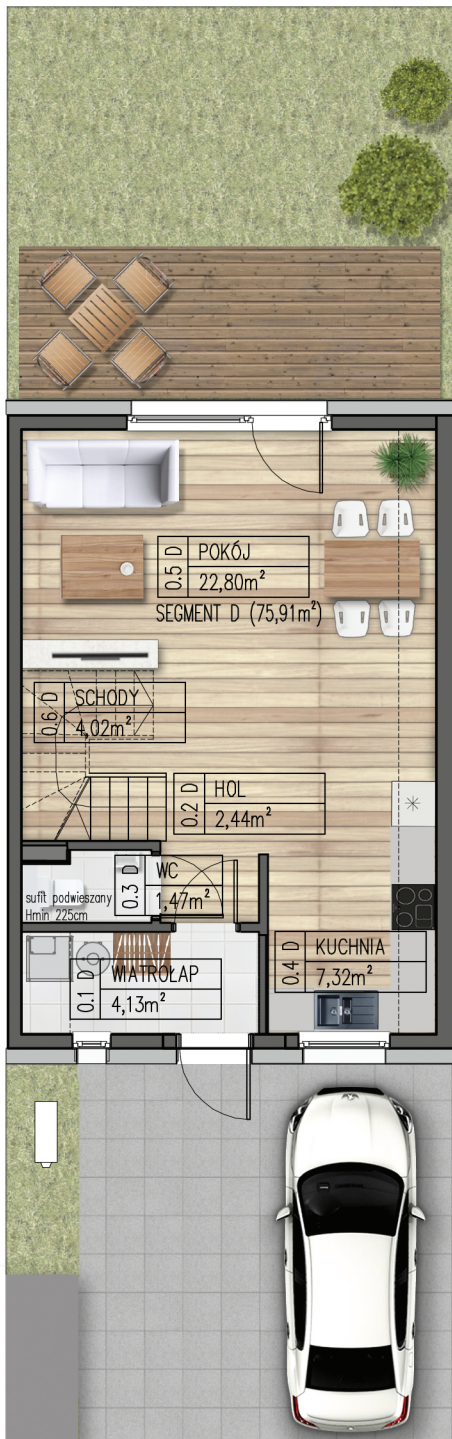 0.5 D
POKÓJ
22,80m²
SEGMENT D (75,91m²)
0.6 D
SCHODY
4,02m²
0.2 D
HOL
2,44m²
0.3 D
WC
1,47m²
sufit podwieszany
Hmin 225cm
0.1 D
WIATROŁAP
4,13m²
0.4 D
KUCHNIA
7,32m²